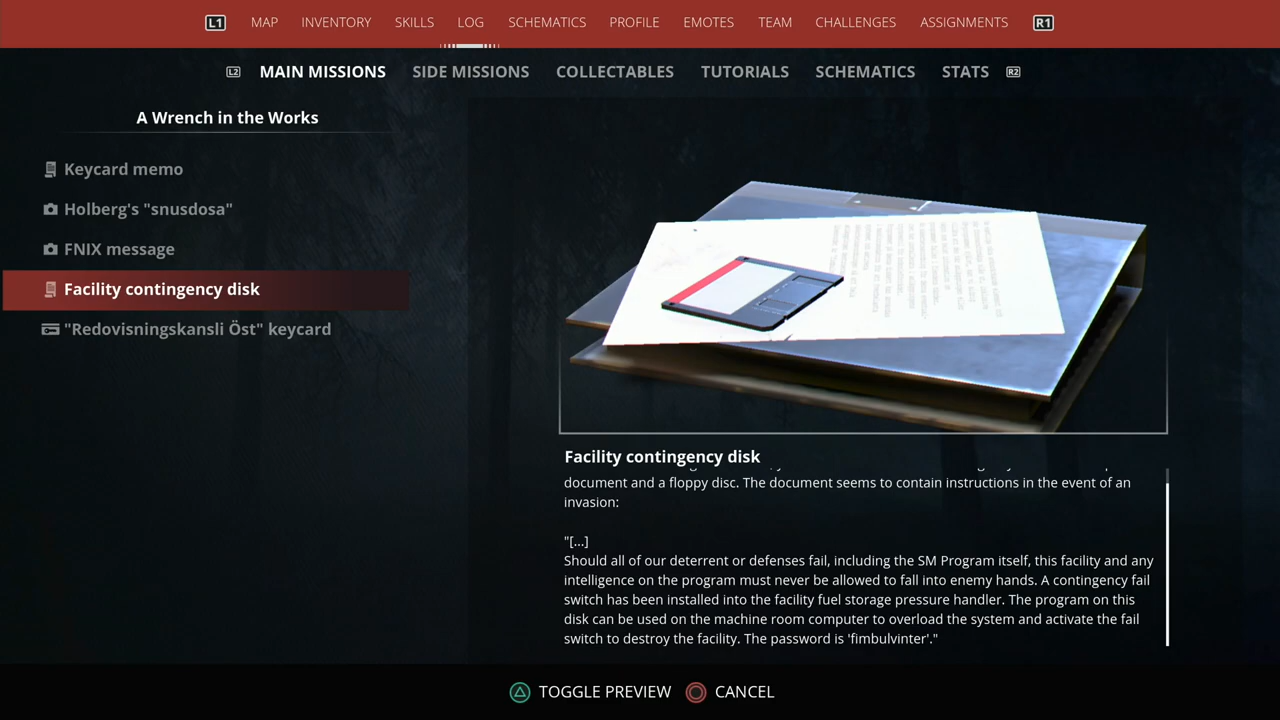 L1 MAP INVENTORY SKILLS LOG SCHEMATICS PROFILE EMOTES TEAM CHALLENGES ASSIGNMENTS R1
L2 MAIN MISSIONS SIDE MISSIONS COLLECTABLES TUTORIALS SCHEMATICS STATS R2
A Wrench in the Works
Keycard memo
Holberg's "snusdosa"
FNIX message
Facility contingency disk
"Redovisningskansli Öst" keycard
Facility contingency disk
document and a floppy disc. The document seems to contain instructions in the event of an
invasion:
"[...]
Should all of our deterrent or defenses fail, including the SM Program itself, this facility and any
intelligence on the program must never be allowed to fall into enemy hands. A contingency fail
switch has been installed into the facility fuel storage pressure handler. The program on this
disk can be used on the machine room computer to overload the system and activate the fail
switch to destroy the facility. The password is 'fimbulvinter'."
TOGGLE PREVIEW CANCEL